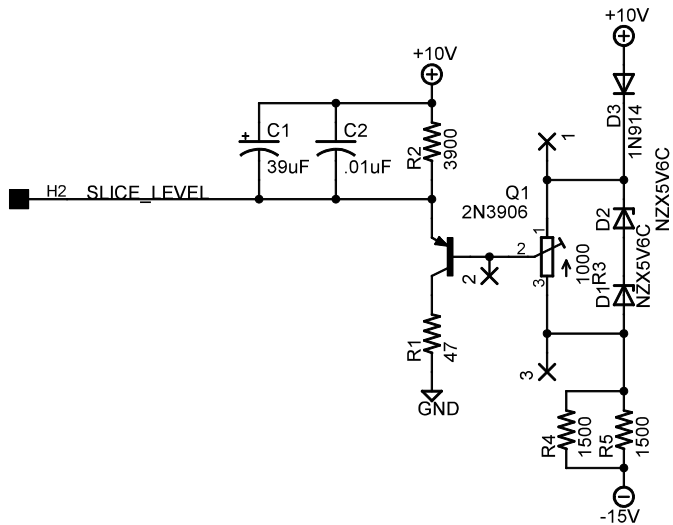 +10V
+10V
C1
39uF
C2
.01uF
R2
3900
D3
1N914
1
H2
SLICE_LEVEL
Q1
2N3906
D2
NZX5V6C
1
2
3
1000
R3
2
D1
NZX5V6C
R1
47
3
GND
R4
1500
R5
1500
-15V